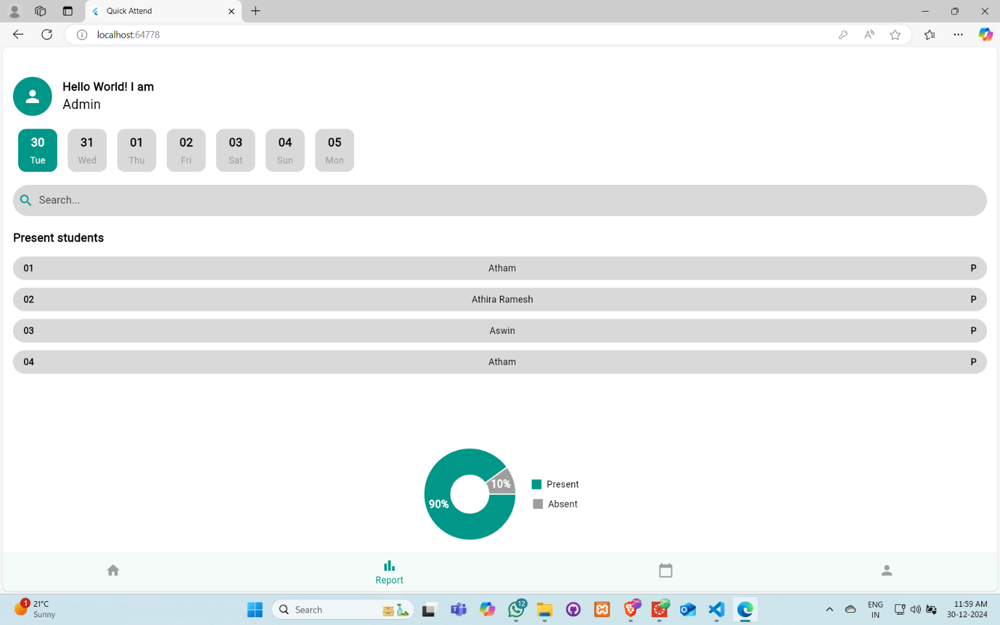 Quick Attend
localhost:64778
Hello World! I am
Admin
30 31 01 02 03 04 05
Tue Wed Thu Fri Sat Sun Mon
Search...
Present students
01 Atham P
02 Athira Ramesh P
03 Aswin P
04 Atham P
90%
10%
Present
Absent
Report
1
21°C
Sunny
Search
12
ENG
IN
11:59 AM
30-12-2024